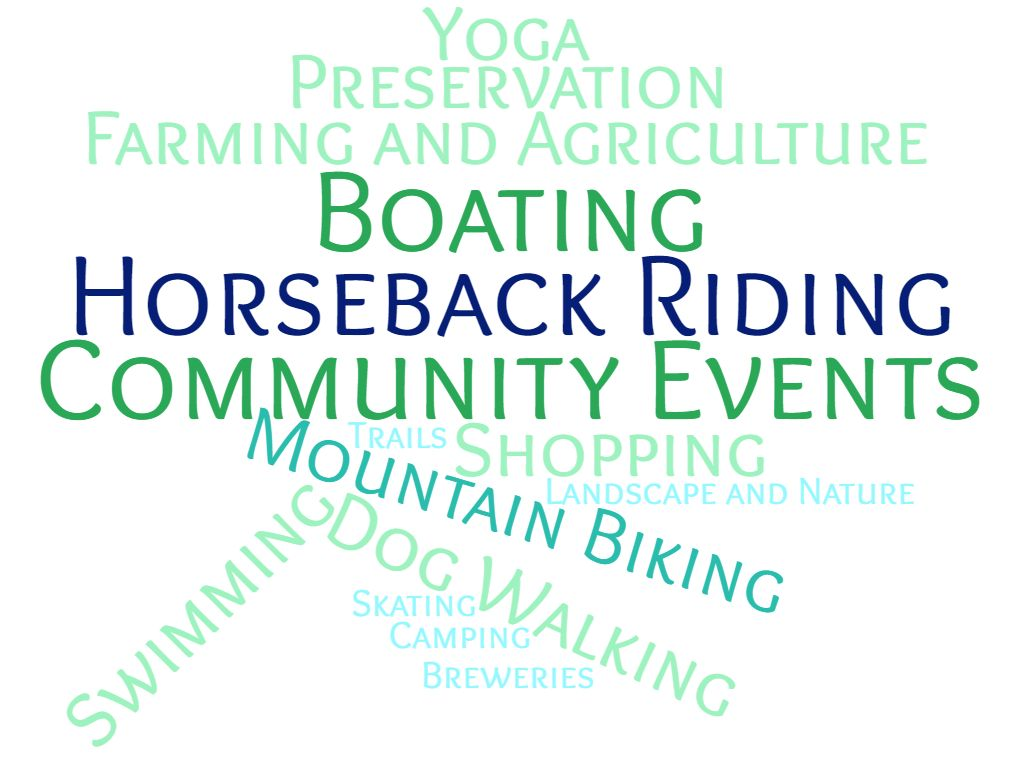 Yoga
Preservation
Farming and Agriculture
Boating
Horseback Riding
Community Events
Trails
Shopping
Mountain Biking
Landscape and Nature
Swimming
Dog Walking
Skating
Camping
Breweries